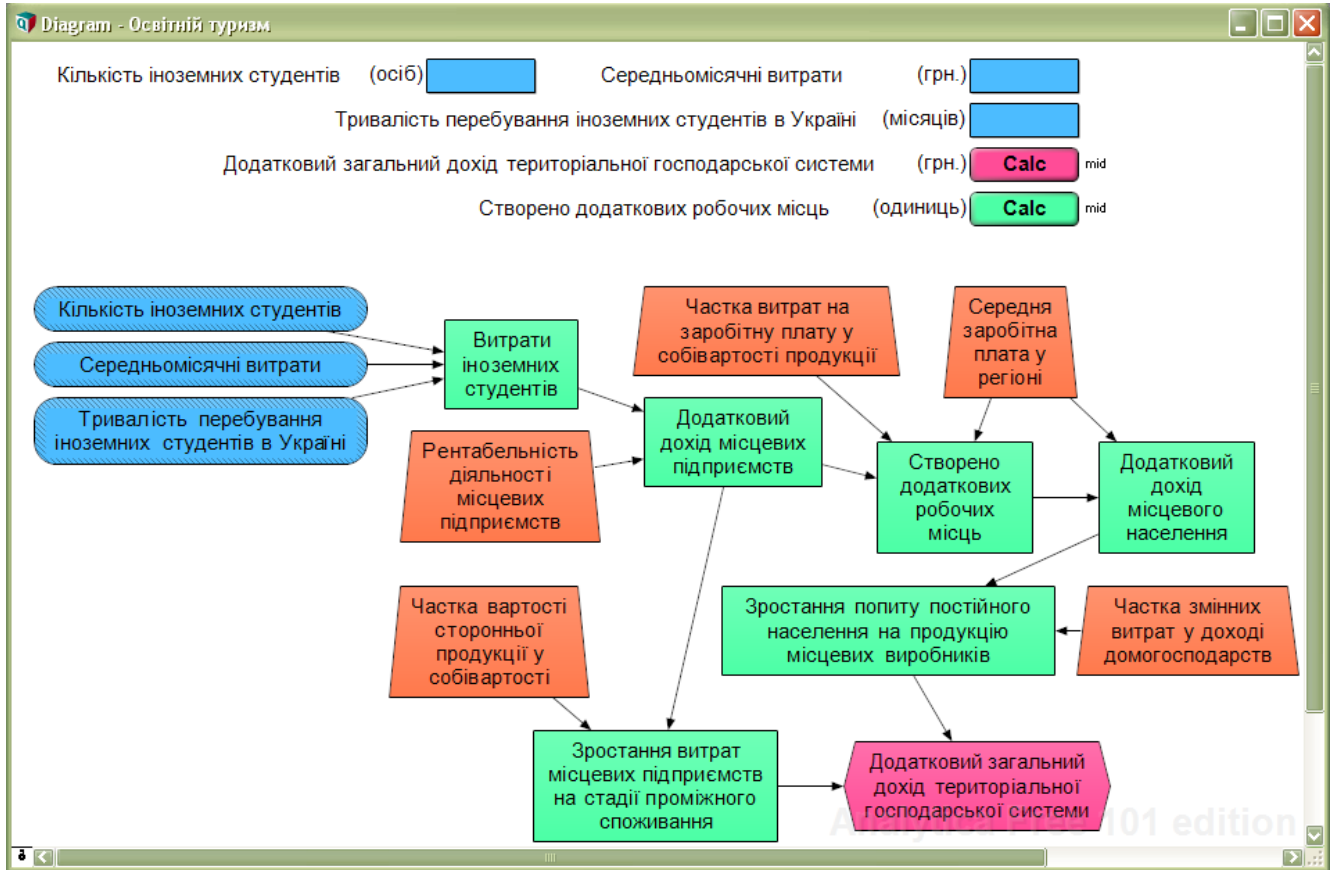 Diagram - Освітній туризм
Кількість іноземних студентів (осіб) Середньомісячні витрати (грн.)
Тривалість перебування іноземних студентів в Україні (місяців)
Додатковий загальний дохід територіальної господарської системи (грн.) Calc mid
Створено додаткових робочих місць (одиниць) Calc mid
Кількість іноземних студентів
Середньомісячні витрати
Тривалість перебування
іноземних студентів в Україні
Витрати
іноземних
студентів
Частка витрат на
заробітну плату у
собівартості продукції
Середня
заробітна
плата у
регіоні
Рентабельність
діяльності
місцевих
підприємств
Додатковий
дохід місцевих
підприємств
Створено
додаткових
робочих
місць
Додатковий
дохід
місцевого
населення
Частка вартості
сторонньої
продукції у
собівартості
Зростання попиту постійного
населення на продукцію
місцевих виробників
Частка змінних
витрат у доході
домогосподарств
Зростання витрат
місцевих підприємств
на стадії проміжного
споживання
Додатковий загальний
дохід територіальної
господарської системи
Analytica Free 101 edition